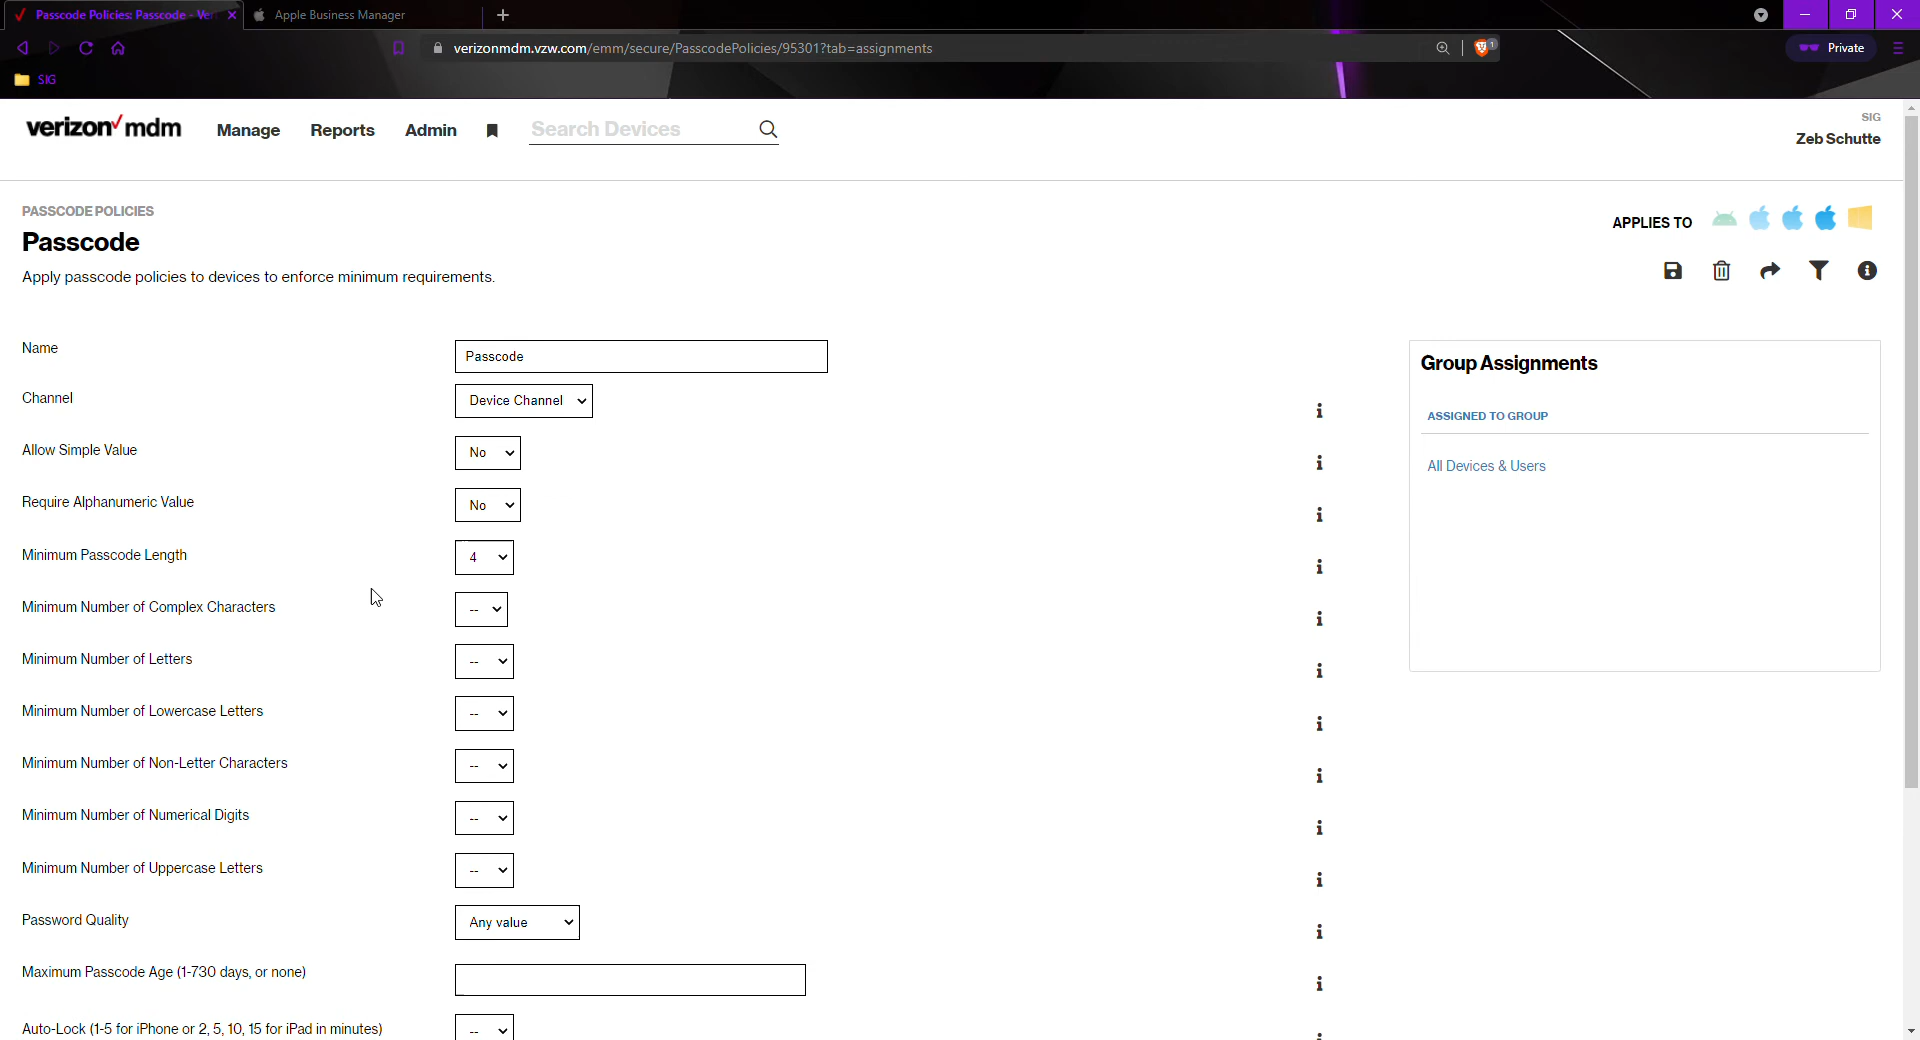 Passcode Policies: Passcode - Ver
Apple Business Manager
verizonmdm.vzw.com/emm/secure/PasscodePolicies/95301?tab=assignments
1
Private
SIG
verizon mdm
Manage
Reports
Admin
Search Devices
SIG
Zeb Schutte
PASSCODE POLICIES
APPLIES TO
Passcode
Apply passcode policies to devices to enforce minimum requirements.
Name
Passcode
Group Assignments
Channel
Device Channel
ASSIGNED TO GROUP
Allow Simple Value
No
All Devices & Users
Require Alphanumeric Value
No
Minimum Passcode Length
4
Minimum Number of Complex Characters
--
Minimum Number of Letters
--
Minimum Number of Lowercase Letters
--
Minimum Number of Non-Letter Characters
--
Minimum Number of Numerical Digits
--
Minimum Number of Uppercase Letters
--
Password Quality
Any value
Maximum Passcode Age (1-730 days, or none)
Auto-Lock (1-5 for iPhone or 2, 5, 10, 15 for iPad in minutes)
--